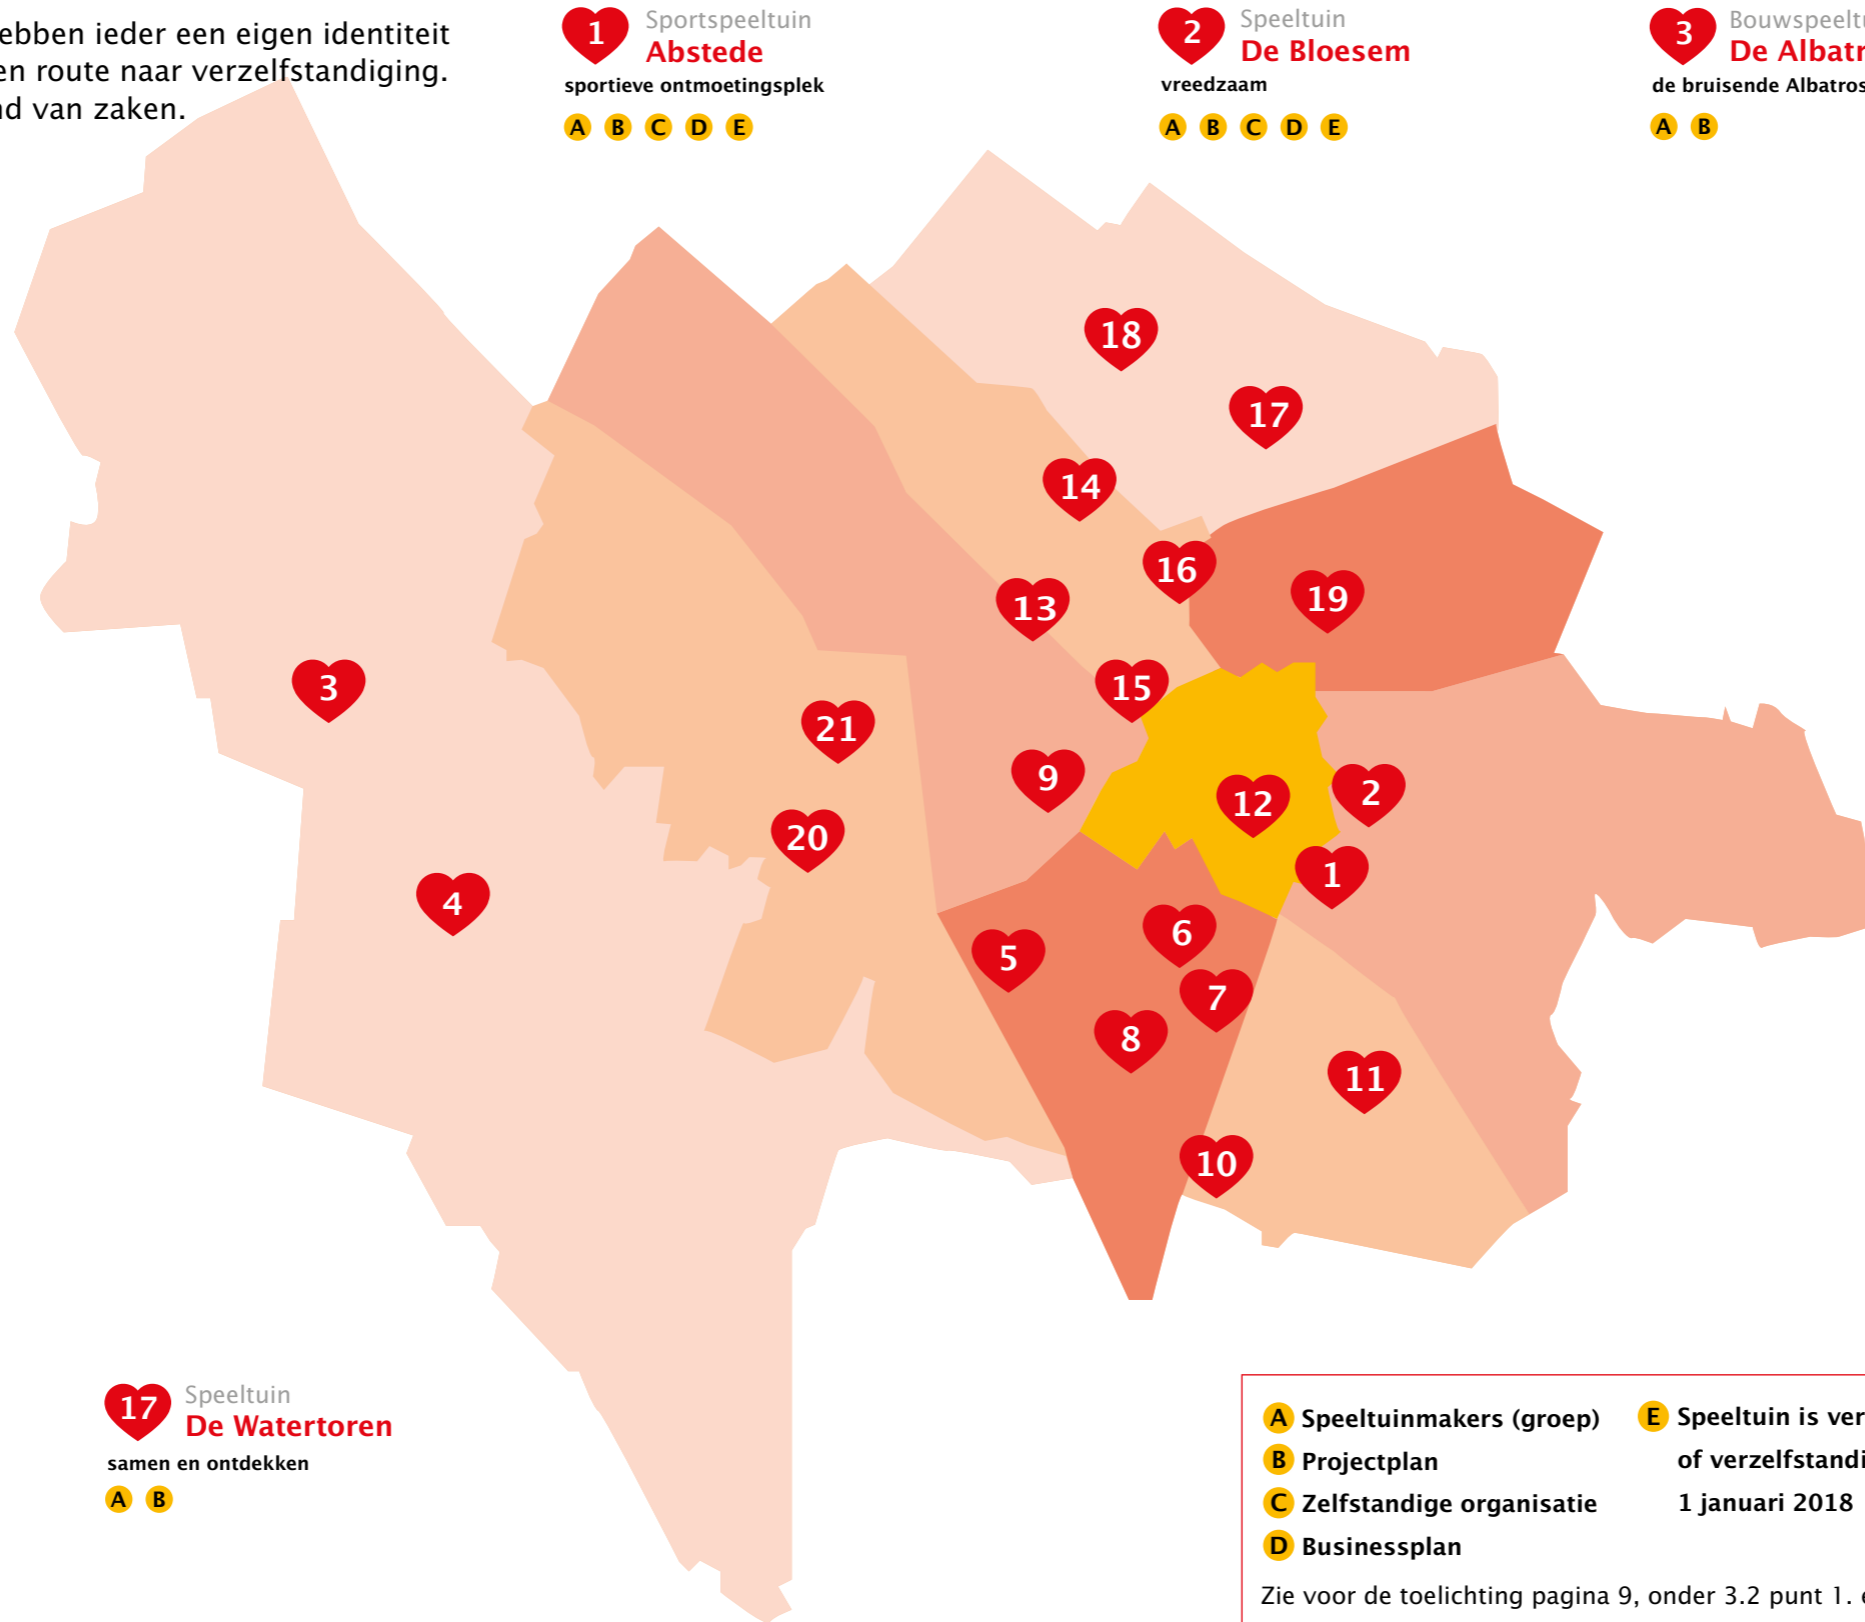 ebben ieder een eigen identiteit
en route naar verzelfstandiging.
nd van zaken.
1 Sportspeeltuin
Abstede
sportieve ontmoetingsplek
A B C D E
2 Speeltuin
De Bloesem
vreedzaam
A B C D E
3 Bouwspeeltu
De Albatr
de bruisende Albatros
A B
18
17
14
16
19
13
3
15
21
9
2
12
20
1
4
6
5
7
8
11
10
17 Speeltuin
De Watertoren
samen en ontdekken
A B
A Speeltuinmakers (groep)
B Projectplan
C Zelfstandige organisatie
D Businessplan
E Speeltuin is ver
of verzelfstandi
1 januari 2018
Zie voor de toelichting pagina 9, onder 3.2 punt 1. e